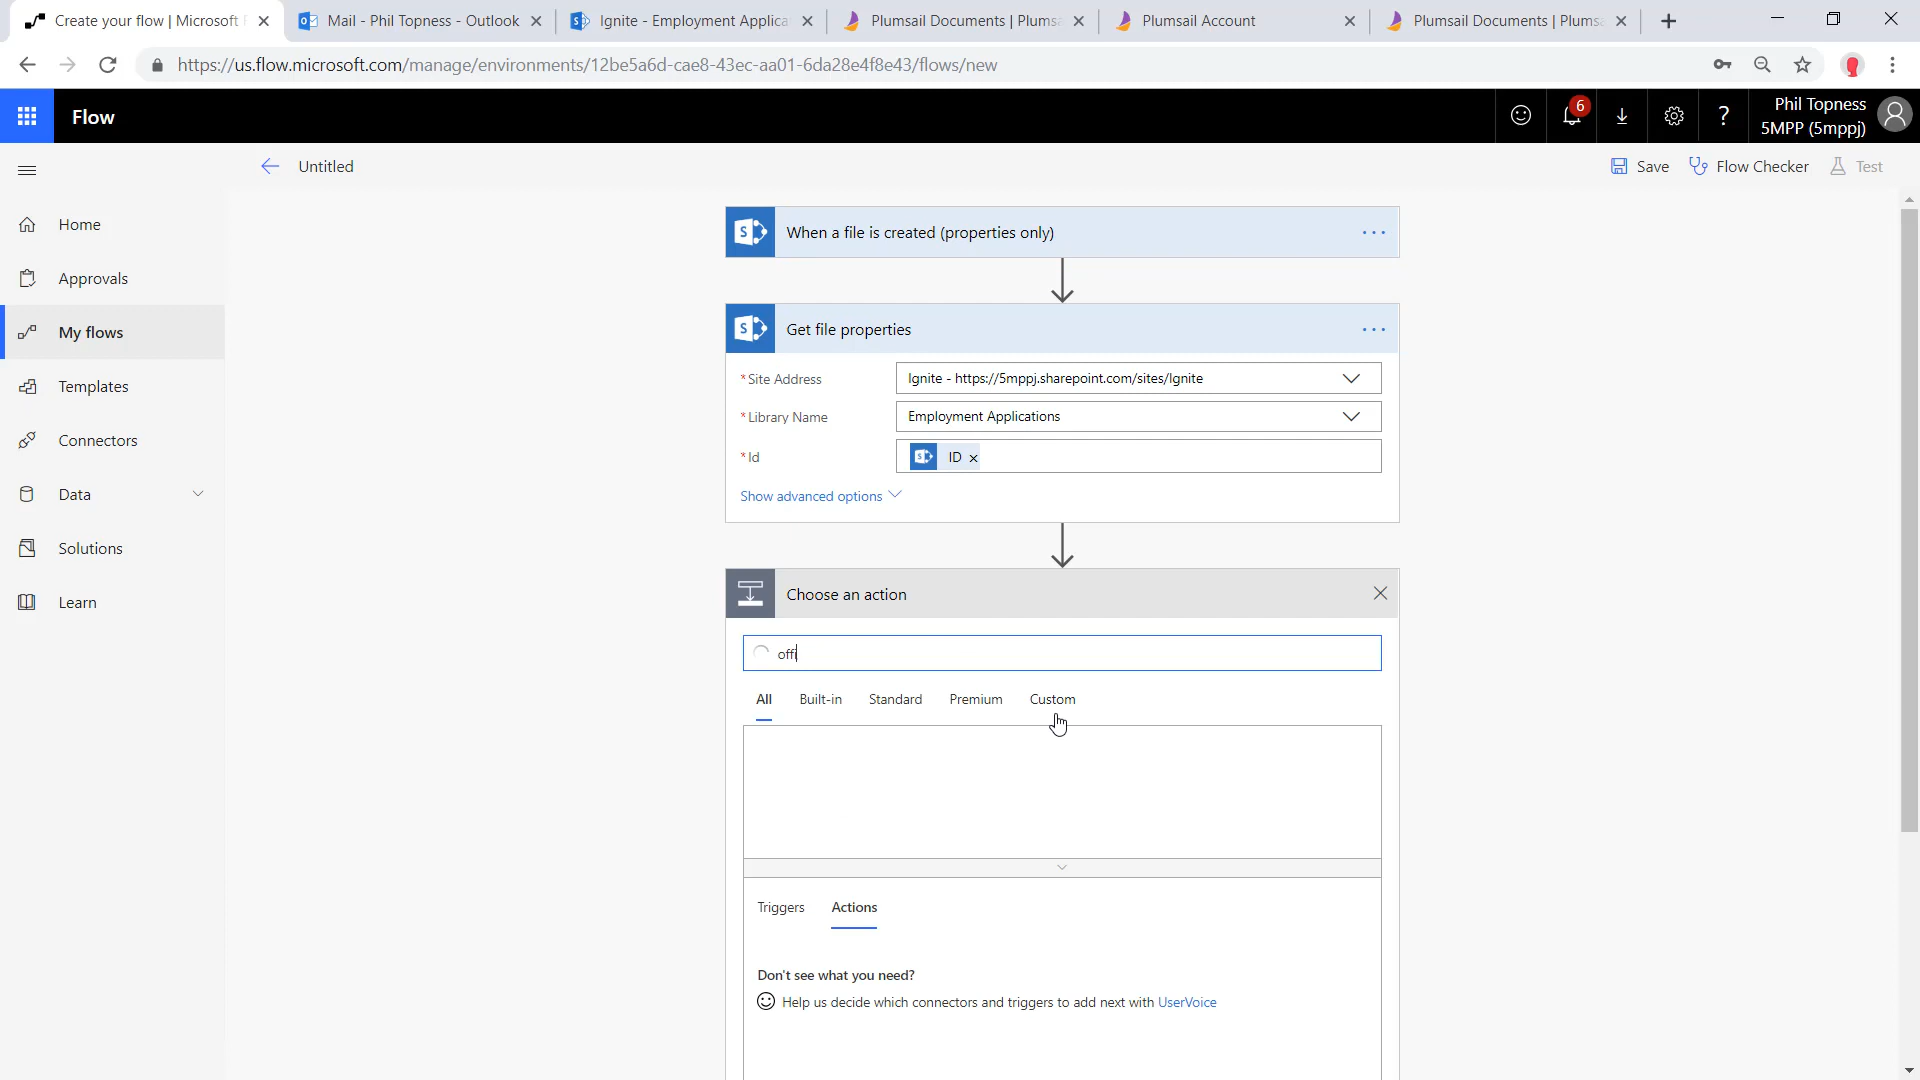 Create your flow | Microsoft F
Mail - Phil Topness - Outlook
Ignite - Employment Applica
Plumsail Documents | Plumsa
Plumsail Account
Plumsail Documents | Plumsa
https://us.flow.microsoft.com/manage/environments/12be5a6d-cae8-43ec-aa01-6da28e4f8e43/flows/new
Flow
6
?
Phil Topness
5MPP (5mppj)
Untitled
Save
Flow Checker
Test
Home
Approvals
My flows
Templates
Connectors
Data
Solutions
Learn
When a file is created (properties only)
Get file properties
* Site Address
Ignite - https://5mppj.sharepoint.com/sites/Ignite
* Library Name
Employment Applications
* Id
ID
Show advanced options
Choose an action
offi
All
Built-in
Standard
Premium
Custom
Triggers
Actions
Don't see what you need?
Help us decide which connectors and triggers to add next with UserVoice